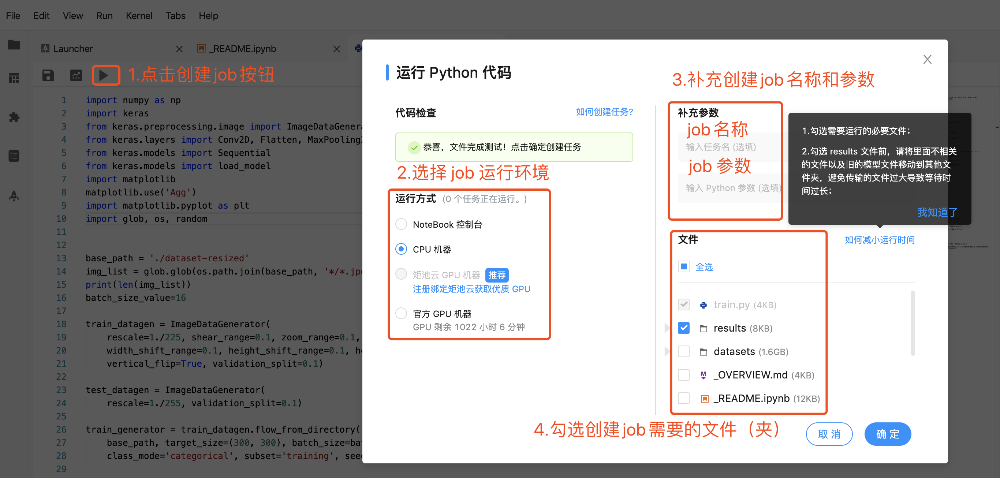 File Edit View Run Kernel Tabs Help
Launcher
_README.ipynb
1.点击创建job按钮
1 import numpy as np
2 import keras
3 from keras.preprocessing.image import ImageDataGenera
4 from keras.layers import Conv2D, Flatten, MaxPooling2
5 from keras.models import Sequential
6 from keras.models import load_model
7 import matplotlib
8 matplotlib.use('Agg')
9 import matplotlib.pyplot as plt
10 import glob, os, random
11
12
13 base_path = './dataset-resized'
14 img_list = glob.glob(os.path.join(base_path, '*/*.jpg
15 print(len(img_list))
16 batch_size_value=16
17
18 train_datagen = ImageDataGenerator(
19 rescale=1./225, shear_range=0.1, zoom_range=0.1,
20 width_shift_range=0.1, height_shift_range=0.1, he
21 vertical_flip=True, validation_split=0.1)
22
23 test_datagen = ImageDataGenerator(
24 rescale=1./255, validation_split=0.1)
25
26 train_generator = train_datagen.flow_from_directory(
27 base_path, target_size=(300, 300), batch_size=bat
28 class_mode='categorical', subset='training', seed
29
运行 Python 代码
代码检查
如何创建任务?
恭喜，文件完成测试！点击确定创建任务
2.选择 job 运行环境
运行方式 (0 个任务正在运行。)
NoteBook 控制台
CPU 机器
矩池云 GPU 机器 推荐
注册绑定矩池云获取优质 GPU
官方 GPU 机器
GPU 剩余 1022 小时 6 分钟
3.补充创建job名称和参数
补充参数
job名称
输入任务名 (选填)
job 参数
输入 Python 参数 (选填)
1.勾选需要运行的必要文件；
2.勾选 results 文件前，请将里面不相关
的文件以及旧的模型文件移动到其他文
件夹，避免传输的文件过大导致等待时
间过长；
我知道了
文件
如何减小运行时间
全选
train.py (4KB)
results (8KB)
datasets (1.6GB)
_OVERVIEW.md (4KB)
_README.ipynb (12KB)
4.勾选创建job需要的文件（夹）
取 消
确 定